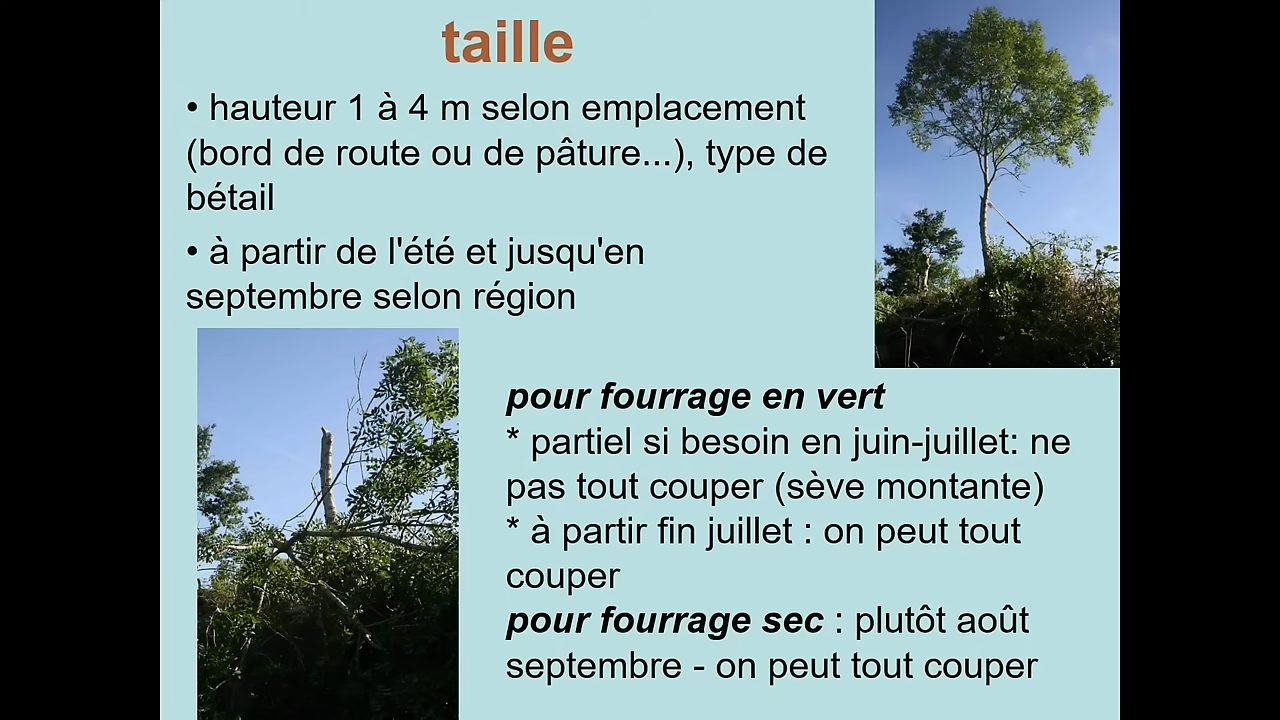 taille
• hauteur 1 à 4 m selon emplacement
(bord de route ou de pâture...), type de
bétail
• à partir de l'été et jusqu'en
septembre selon région
pour fourrage en vert
* partiel si besoin en juin-juillet: ne
pas tout couper (sève montante)
* à partir fin juillet : on peut tout
couper
pour fourrage sec : plutôt août
septembre - on peut tout couper